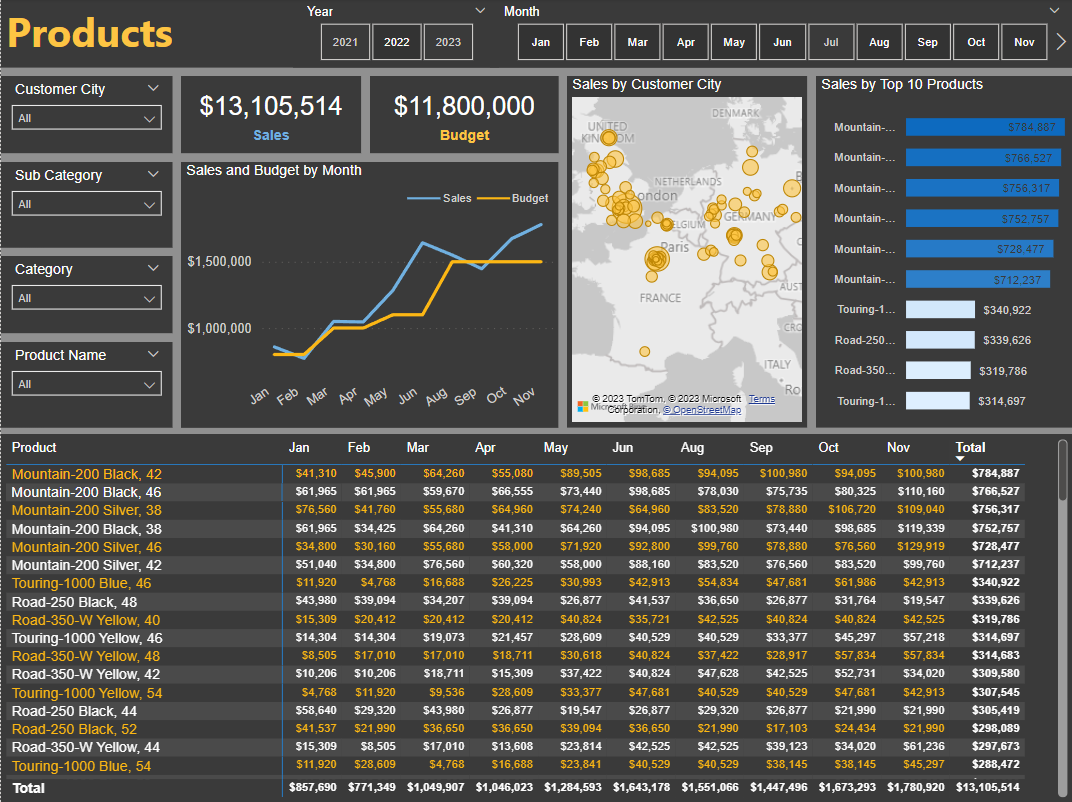 Products
Year
2021 2022 2023
Month
Jan Feb Mar Apr May Jun Jul Aug Sep Oct Nov
Customer City
All
Sub Category
All
Category
All
Product Name
All
$13,105,514
Sales
$11,800,000
Budget
Sales and Budget by Month
Sales Budget
$1,500,000
$1,000,000
Jan Feb Mar Apr May Jun Aug Sep Oct Nov
Sales by Customer City
DENMARK
UNITED
KINGDOM
NETHERLANDS
London
BELGIUM
GERMANY
Paris
FRANCE
AUST
CRO
ITALY
Ro
© 2023 TomTom, © 2023 Microsoft Terms
Corporation, © OpenStreetMap
Sales by Top 10 Products
Mountain-... $784,887
Mountain-... $766,527
Mountain-... $756,317
Mountain-... $752,757
Mountain-... $728,477
Mountain-... $712,237
Touring-1... $340,922
Road-250... $339,626
Road-350... $319,786
Touring-1... $314,697
Product Jan Feb Mar Apr May Jun Aug Sep Oct Nov Total
Mountain-200 Black, 42 $41,310 $45,900 $64,260 $55,080 $89,505 $98,685 $94,095 $100,980 $94,095 $100,980 $784,887
Mountain-200 Black, 46 $61,965 $61,965 $59,670 $66,555 $73,440 $98,685 $78,030 $75,735 $80,325 $110,160 $766,527
Mountain-200 Silver, 38 $76,560 $41,760 $55,680 $64,960 $74,240 $64,960 $83,520 $78,880 $106,720 $109,040 $756,317
Mountain-200 Black, 38 $61,965 $34,425 $64,260 $41,310 $64,260 $94,095 $100,980 $73,440 $98,685 $119,339 $752,757
Mountain-200 Silver, 46 $34,800 $30,160 $55,680 $58,000 $71,920 $92,800 $99,760 $78,880 $76,560 $129,919 $728,477
Mountain-200 Silver, 42 $51,040 $34,800 $76,560 $60,320 $58,000 $88,160 $83,520 $76,560 $83,520 $99,760 $712,237
Touring-1000 Blue, 46 $11,920 $4,768 $16,688 $26,225 $30,993 $42,913 $54,834 $47,681 $61,986 $42,913 $340,922
Road-250 Black, 48 $43,980 $39,094 $34,207 $39,094 $26,877 $41,537 $36,650 $26,877 $31,764 $19,547 $339,626
Road-350-W Yellow, 40 $15,309 $20,412 $20,412 $20,412 $40,824 $35,721 $42,525 $40,824 $40,824 $42,525 $319,786
Touring-1000 Yellow, 46 $14,304 $14,304 $19,073 $21,457 $28,609 $40,529 $40,529 $33,377 $45,297 $57,218 $314,697
Road-350-W Yellow, 48 $8,505 $17,010 $17,010 $18,711 $30,618 $40,824 $37,422 $28,917 $57,834 $57,834 $314,683
Road-350-W Yellow, 42 $10,206 $10,206 $18,711 $15,309 $37,422 $40,824 $47,628 $42,525 $52,731 $34,020 $309,580
Touring-1000 Yellow, 54 $4,768 $11,920 $9,536 $28,609 $33,377 $47,681 $40,529 $40,529 $47,681 $42,913 $307,545
Road-250 Black, 44 $58,640 $29,320 $43,980 $26,877 $19,547 $26,877 $29,320 $26,877 $21,990 $21,990 $305,419
Road-250 Black, 52 $41,537 $21,990 $36,650 $36,650 $39,094 $36,650 $21,990 $17,103 $24,434 $21,990 $298,089
Road-350-W Yellow, 44 $15,309 $8,505 $17,010 $13,608 $23,814 $42,525 $42,525 $39,123 $34,020 $61,236 $297,673
Touring-1000 Blue, 54 $11,920 $28,609 $4,768 $16,688 $23,841 $40,529 $40,529 $38,145 $38,145 $45,297 $288,472
Total $857,690 $771,349 $1,049,907 $1,046,023 $1,284,593 $1,643,178 $1,551,066 $1,447,496 $1,673,293 $1,780,920 $13,105,514